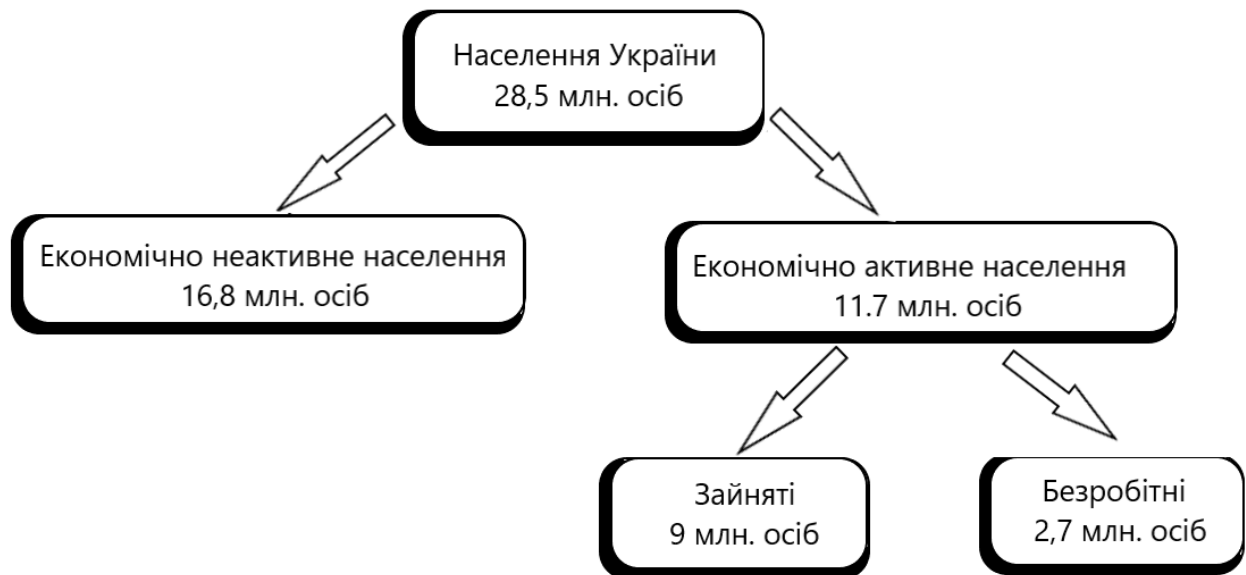 Населення України
28,5 млн. осіб
Економічно неактивне населення
16,8 млн. осіб
Економічно активне населення
11.7 млн. осіб
Зайняті
9 млн. осіб
Безробітні
2,7 млн. осіб